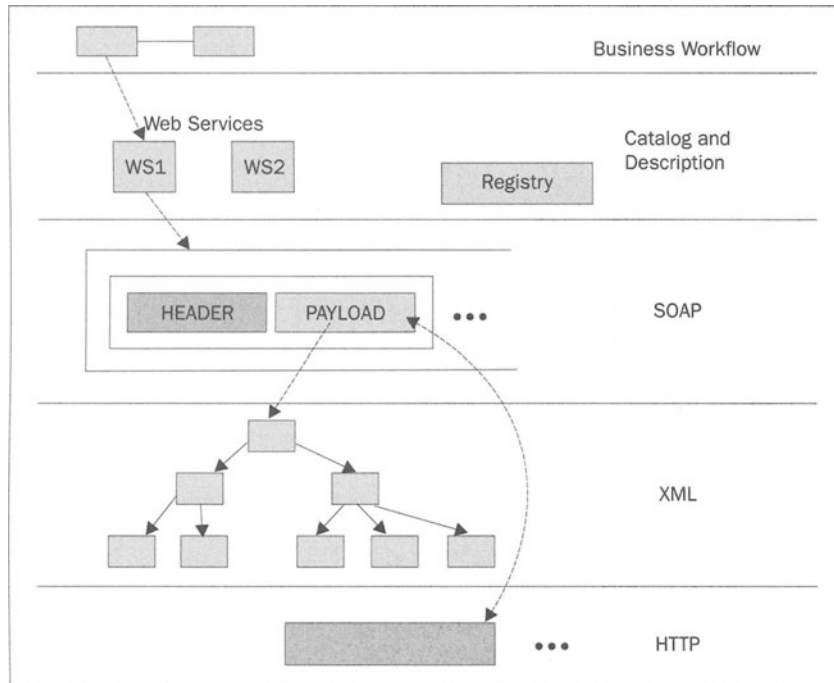 Business Workflow
Web Services
Catalog and
Description
WS1
WS2
Registry
HEADER
PAYLOAD
•••
SOAP
XML
•••
HTTP